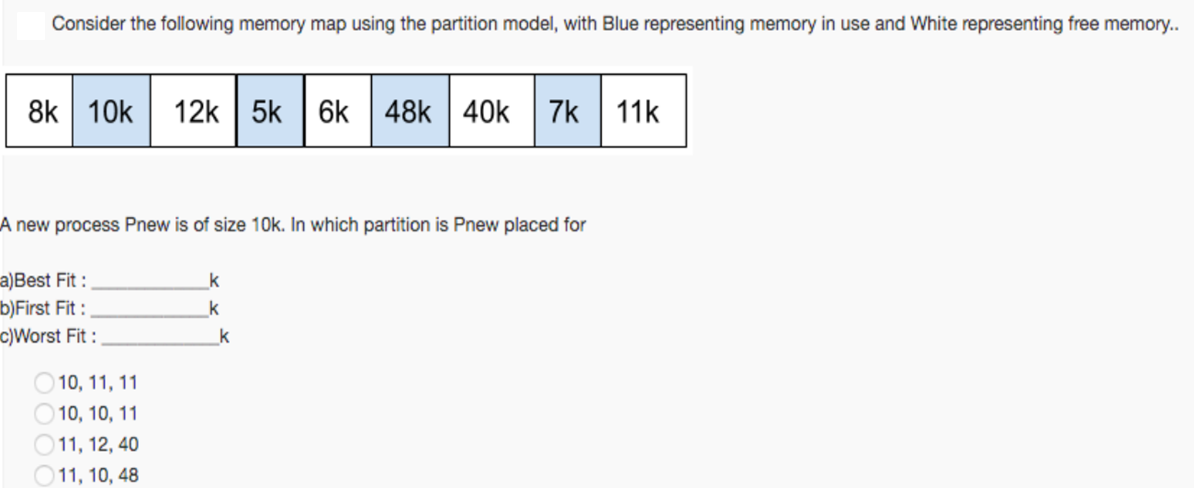 Consider the following memory map using the partition model, with Blue representing memory in use and White representing free memory..
8k 10k 12k 5k 6k 48k 40k 7k 11k
A new process Pnew is of size 10k. In which partition is Pnew placed for
a)Best Fit : ____________k
b)First Fit : ____________k
c)Worst Fit : ____________k
10, 11, 11
10, 10, 11
11, 12, 40
11, 10, 48